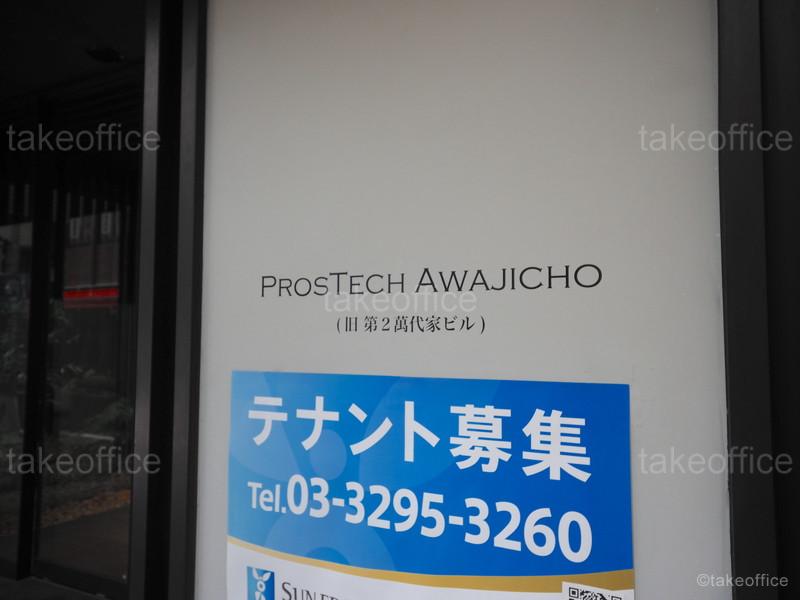 takeoffice
takeoffice
PROSTECH AWAJICHO
takeoffice
(旧 第2萬代家ビル)
テナント募集
takeoffice
takeoffice
Tel.03-3295-3260
©takeoffice